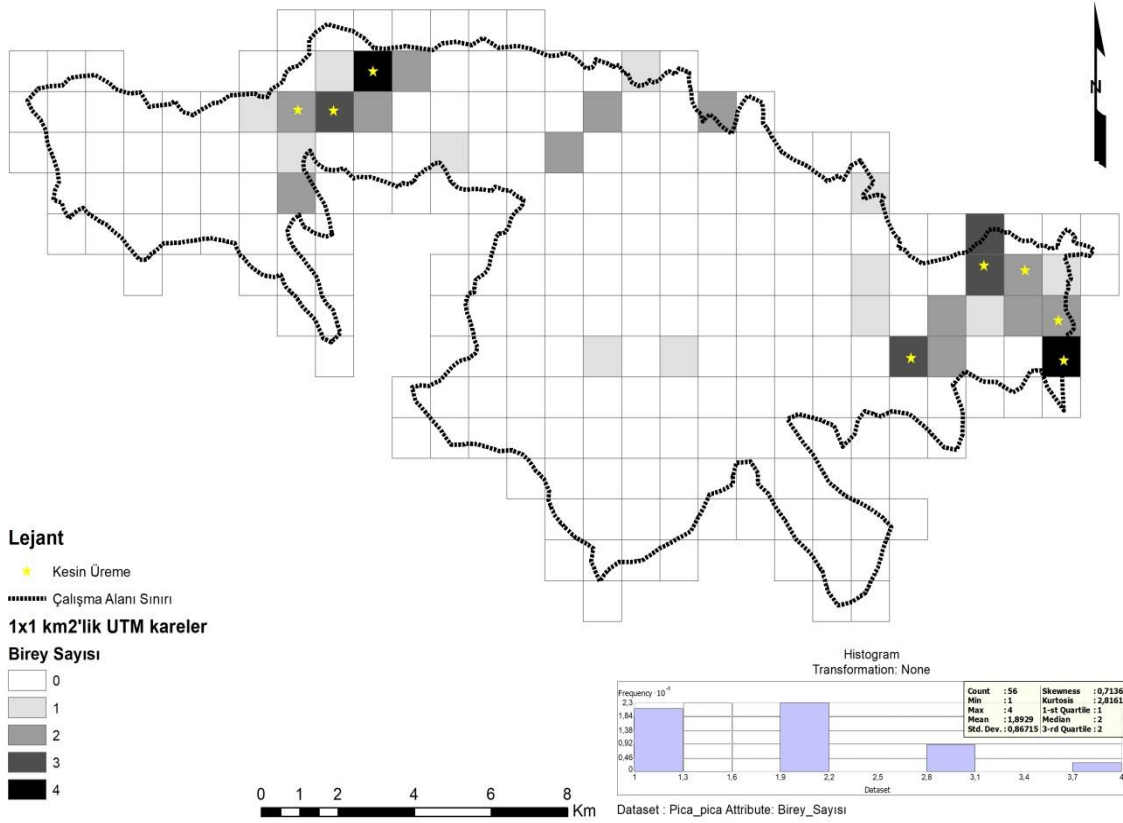 N
Lejant
Kesin Üreme
Çalışma Alanı Sınırı
1x1 km2'lik UTM kareler
Birey Sayısı
0
1
2
3
4
0 1 2 4 6 8
Km
Histogram
Transformation: None
Frequency ·10⁻¹
2,3
1,84
1,38
0,92
0,46
0
1 1,3 1,6 1,9 2,2 2,5 2,8 3,1 3,4 3,7 4
Dataset
Count : 56 Skewness : 0,7136
Min : 1 Kurtosis : 2,8161
Max : 4 1-st Quartile : 1
Mean : 1,8929 Median : 2
Std. Dev. : 0,86715 3-rd Quartile : 2
Dataset : Pica_pica Attribute: Birey_Sayısı